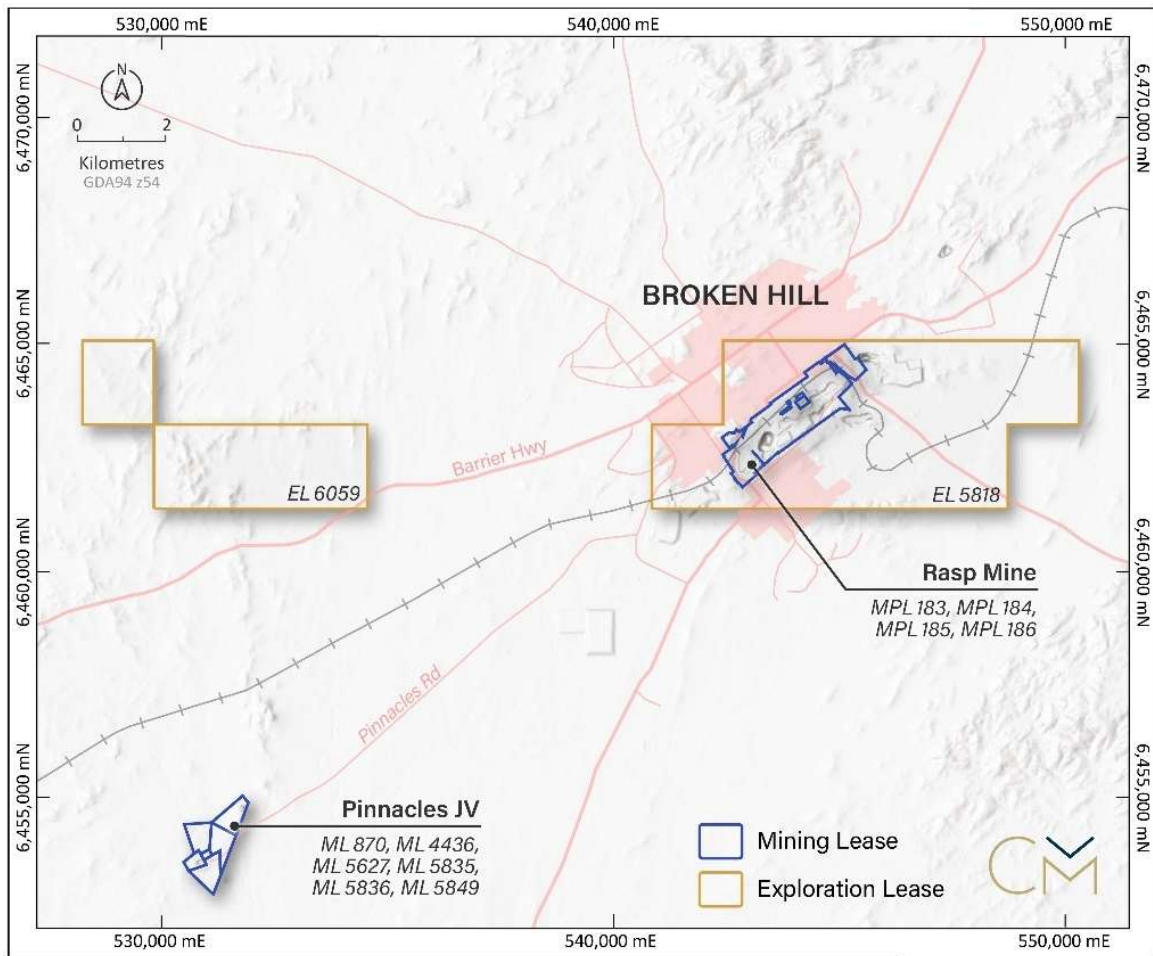 530,000 mE
540,000 mE
550,000 mE
6,470,000 mN
6,470,000 mN
N
0 2
Kilometres
GDA94 z54
BROKEN HILL
6,465,000 mN
6,465,000 mN
Barrier Hwy
EL 6059
EL 5818
6,460,000 mN
6,460,000 mN
Rasp Mine
MPL 183, MPL 184,
MPL 185, MPL 186
Pinnacles Rd
6,455,000 mN
6,455,000 mN
Pinnacles JV
ML 870, ML 4436,
ML 5627, ML 5835,
ML 5836, ML 5849
Mining Lease
Exploration Lease
CM
530,000 mE
540,000 mE
550,000 mE